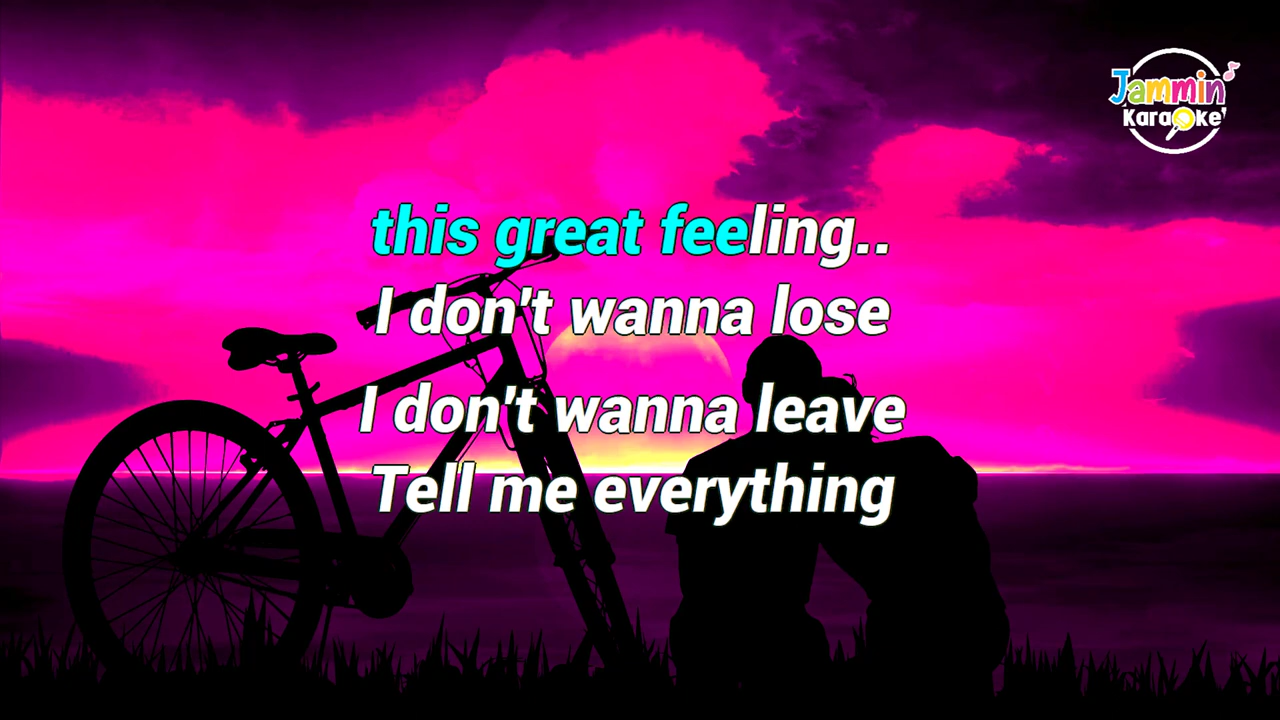 Jammin'
Karaoke'
this great feeling..
I don't wanna lose
I don't wanna leave
Tell me everything